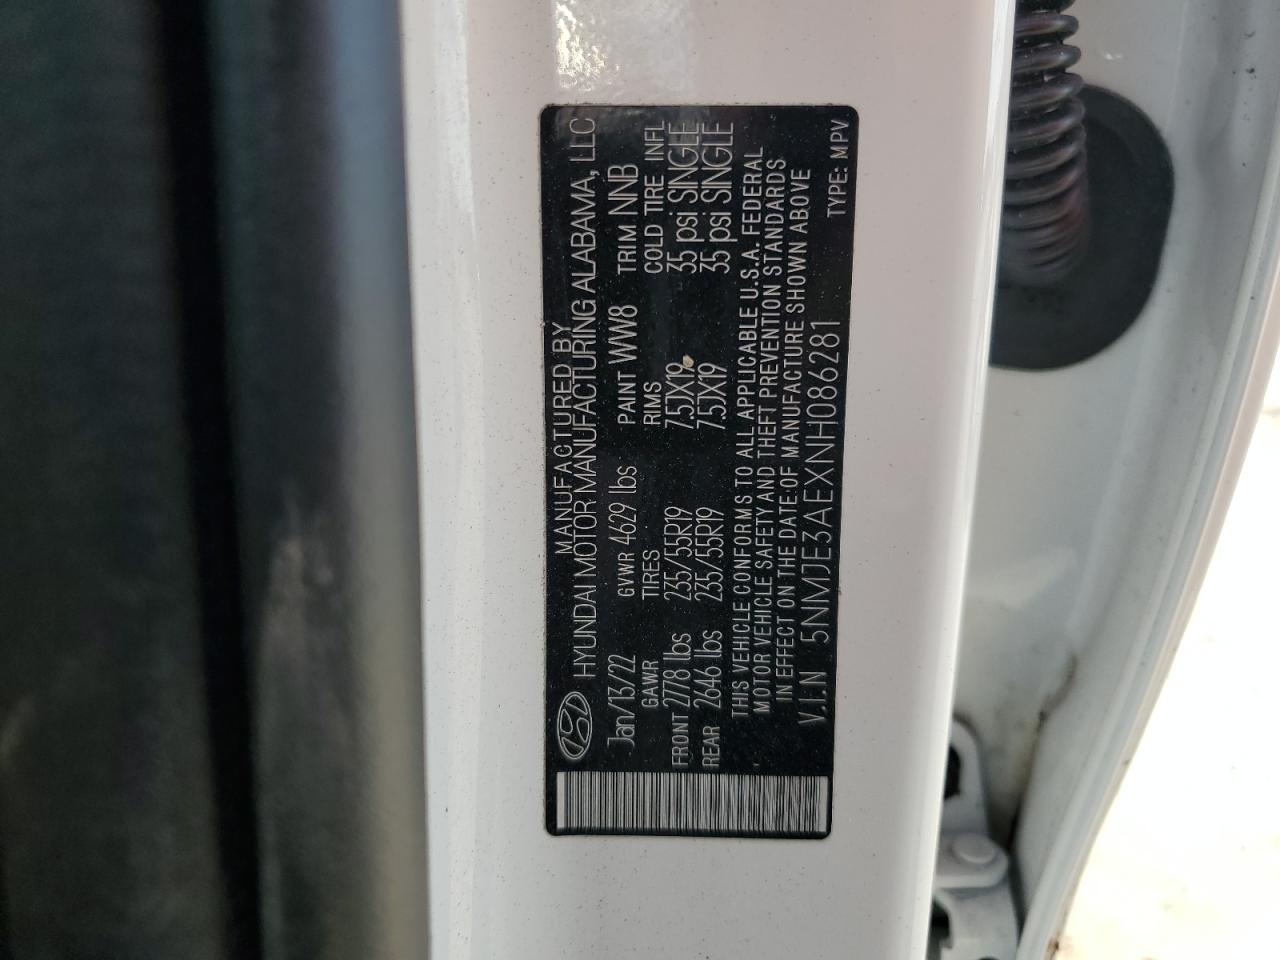 MANUFACTURED BY
HYUNDAI MOTOR MANUFACTURING ALABAMA, LLC
Jan/13/22 GVWR 4629 lbs PAINT WW8 TRIM NNB
GAWR TIRES RIMS COLD TIRE INFL
FRONT 2778 lbs 235/55R19 7.5JX19 35 psi SINGLE
REAR 2646 lbs 235/55R19 7.5JX19 35 psi SINGLE
THIS VEHICLE CONFORMS TO ALL APPLICABLE U.S.A. FEDERAL
MOTOR VEHICLE SAFETY AND THEFT PREVENTION STANDARDS
IN EFFECT ON THE DATE OF MANUFACTURE SHOWN ABOVE
V.I.N 5NMJE3AEXNH086281 TYPE: MPV